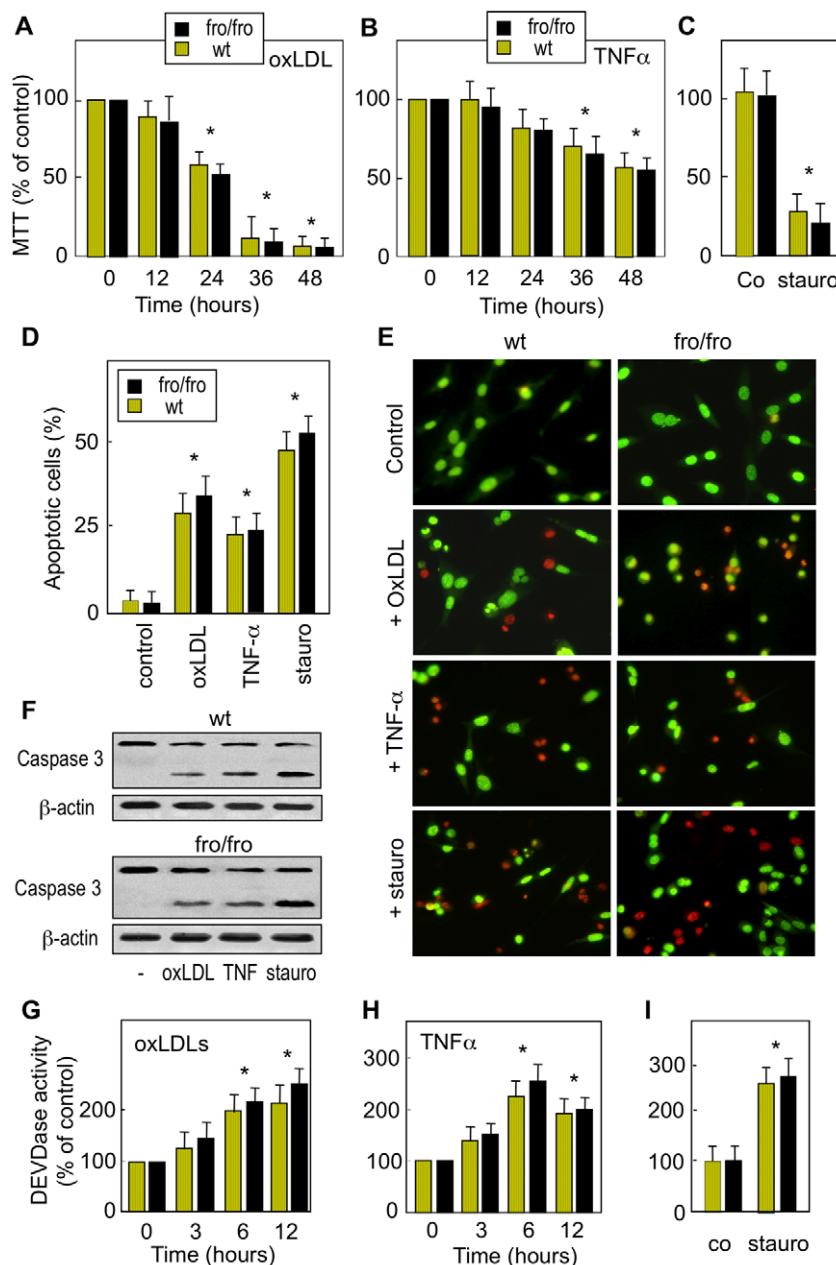 A
fro/fro
wt
oxLDL
MTT (% of control)
100
50
0
0 12 24 36 48
Time (hours)
B
fro/fro
wt
TNFα
100
50
0
* * *
* *
0 12 24 36 48
Time (hours)
C
100
50
0
*
Co stauro
D
fro/fro
wt
Apoptotic cells (%)
50
25
0
* * *
control
oxLDL
TNF-α
stauro
E
wt fro/fro
Control
+ OxLDL
+ TNF-α
+ stauro
F
wt
Caspase 3
β-actin
fro/fro
Caspase 3
β-actin
- oxLDL TNF stauro
G
oxLDLs
DEVDase activity
(% of control)
200
100
0
* *
0 3 6 12
Time (hours)
H
TNFα
300
200
100
0
* *
0 3 6 12
Time (hours)
I
300
200
100
0
*
co stauro